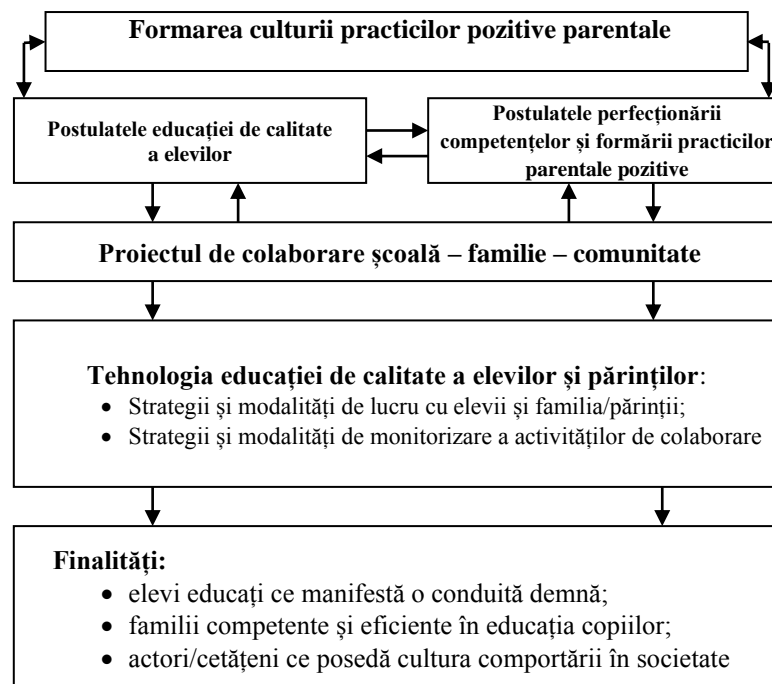 Formarea culturii practicilor pozitive parentale
Postulatele educației de calitate
a elevilor
Postulatele perfecționării
competențelor și formării practicilor
parentale pozitive
Proiectul de colaborare școală – familie – comunitate
Tehnologia educației de calitate a elevilor și părinților:
• Strategii și modalități de lucru cu elevii și familia/părinții;
• Strategii și modalități de monitorizare a activităților de colaborare
Finalități:
• elevi educați ce manifestă o conduită demnă;
• familii competente și eficiente în educația copiilor;
• actori/cetățeni ce posedă cultura comportării în societate